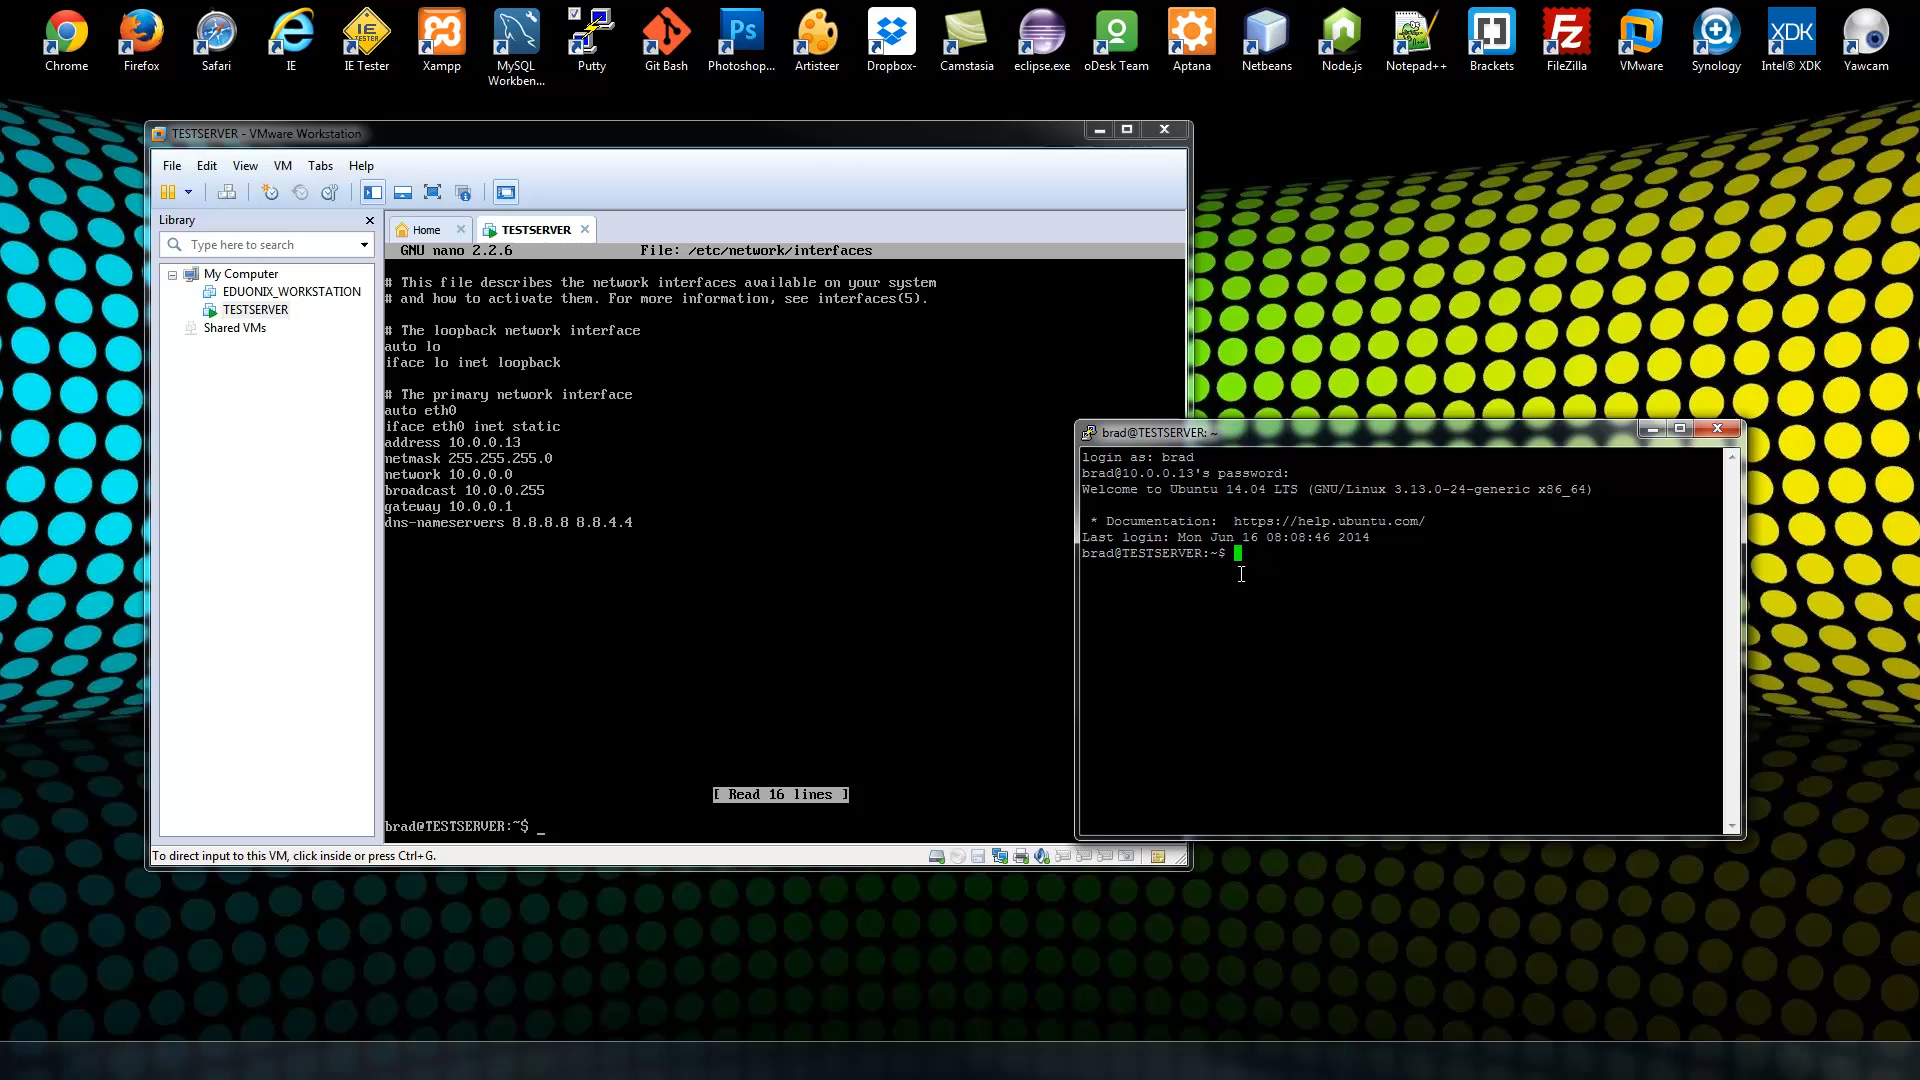 Chrome
Firefox
Safari
IE
IE Tester
Xampp
MySQL Workben...
Putty
Git Bash
Photoshop...
Artisteer
Dropbox-
Camstasia
eclipse.exe
oDesk Team
Aptana
Netbeans
Node.js
Notepad++
Brackets
FileZilla
VMware
Synology
Intel® XDK
Yawcam
TESTSERVER - VMware Workstation
File Edit View VM Tabs Help
Library
Type here to search
My Computer
EDUONIX_WORKSTATION
TESTSERVER
Shared VMs
Home
TESTSERVER
GNU nano 2.2.6 File: /etc/network/interfaces
# This file describes the network interfaces available on your system
# and how to activate them. For more information, see interfaces(5).
# The loopback network interface
auto lo
iface lo inet loopback
# The primary network interface
auto eth0
iface eth0 inet static
address 10.0.0.13
netmask 255.255.255.0
network 10.0.0.0
broadcast 10.0.0.255
gateway 10.0.0.1
dns-nameservers 8.8.8.8 8.8.4.4
[ Read 16 lines ]
brad@TESTSERVER:~$ _
To direct input to this VM, click inside or press Ctrl+G.
brad@TESTSERVER: ~
login as: brad
brad@10.0.0.13's password:
Welcome to Ubuntu 14.04 LTS (GNU/Linux 3.13.0-24-generic x86_64)
* Documentation: https://help.ubuntu.com/
Last login: Mon Jun 16 08:08:46 2014
brad@TESTSERVER:~$